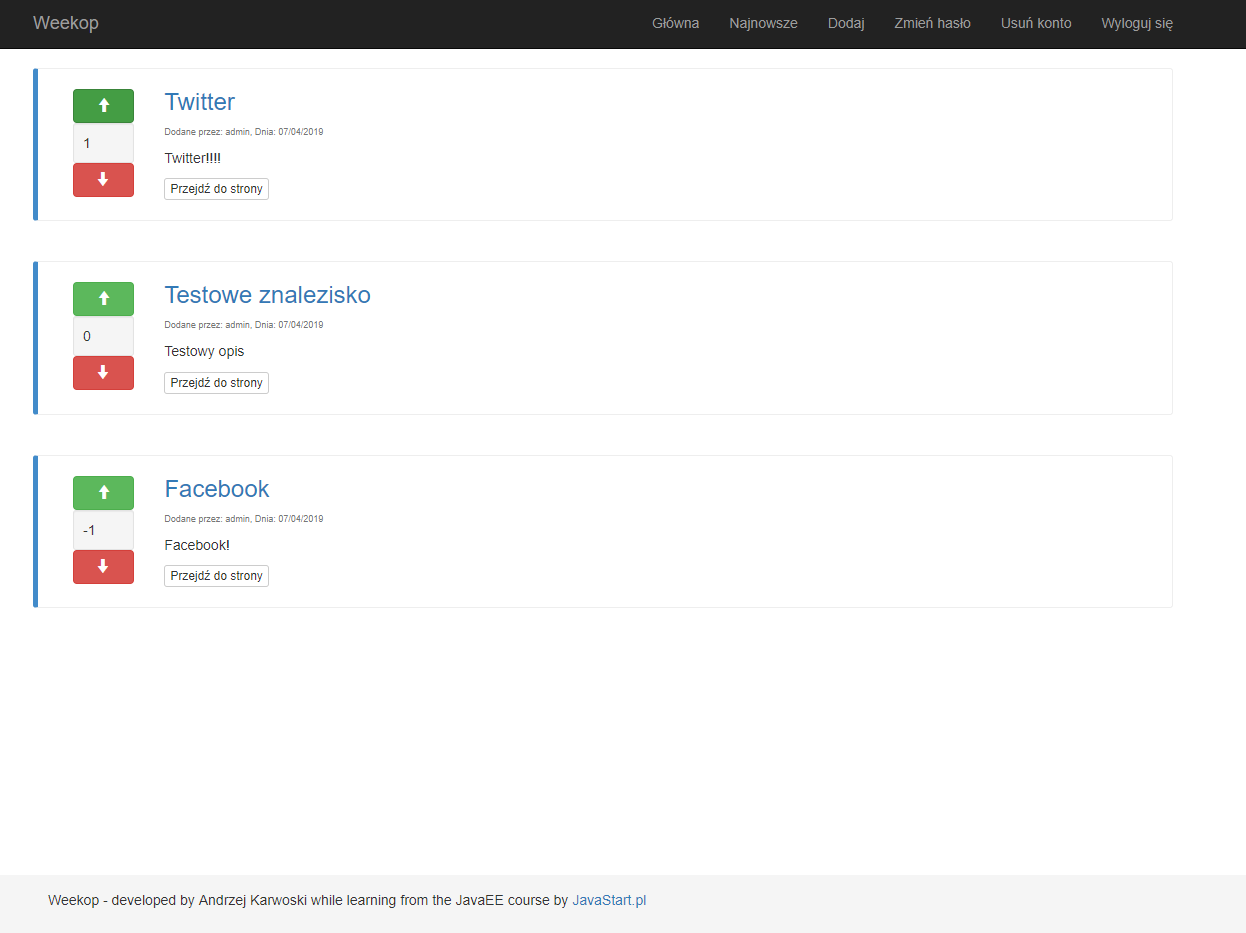 Weekop Główna Najnowsze Dodaj Zmień hasło Usuń konto Wyloguj się
Twitter
Dodane przez: admin, Dnia: 07/04/2019
1
Twitter!!!!
Przejdź do strony
Testowe znalezisko
Dodane przez: admin, Dnia: 07/04/2019
0
Testowy opis
Przejdź do strony
Facebook
Dodane przez: admin, Dnia: 07/04/2019
-1
Facebook!
Przejdź do strony
Weekop - developed by Andrzej Karwoski while learning from the JavaEE course by JavaStart.pl